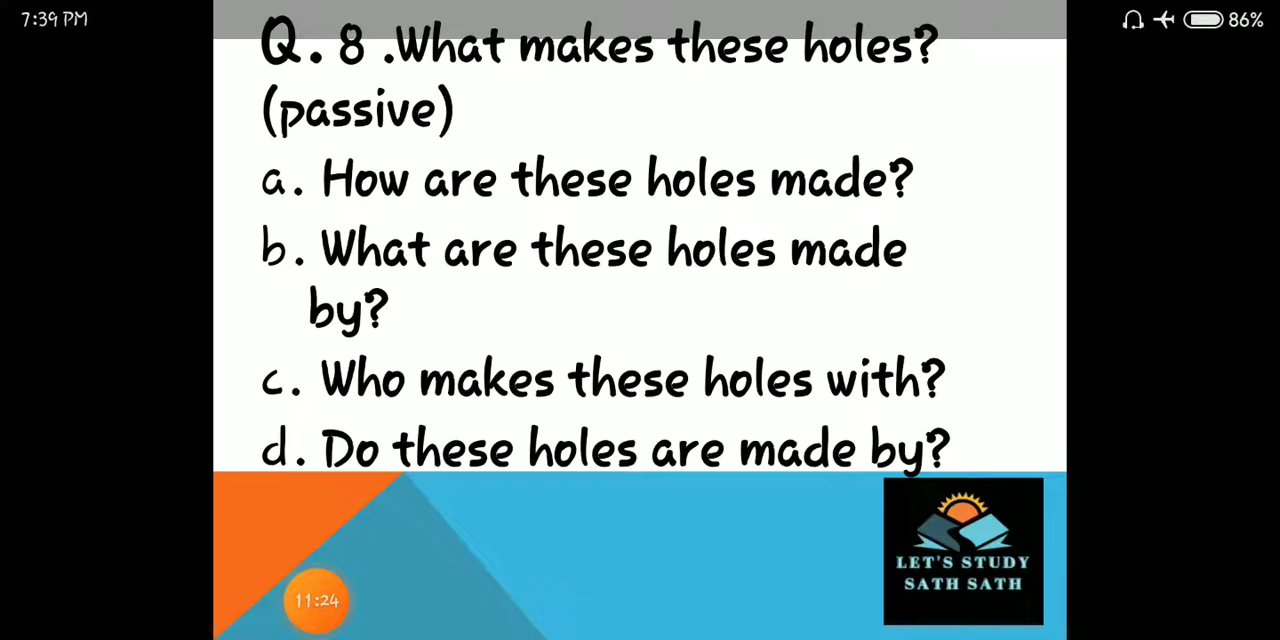 7:39 PM
86%
Q. 8 .What makes these holes?
(passive)
a. How are these holes made?
b. What are these holes made
by?
c. Who makes these holes with?
d. Do these holes are made by?
LET'S STUDY
SATH SATH
11:24